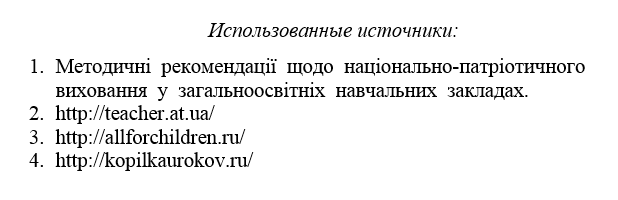 Использованные источники:
1. Методичні рекомендації щодо національно-патріотичного
виховання у загальноосвітніх навчальних закладах.
2. http://teacher.at.ua/
3. http://allforchildren.ru/
4. http://kopilkaurokov.ru/